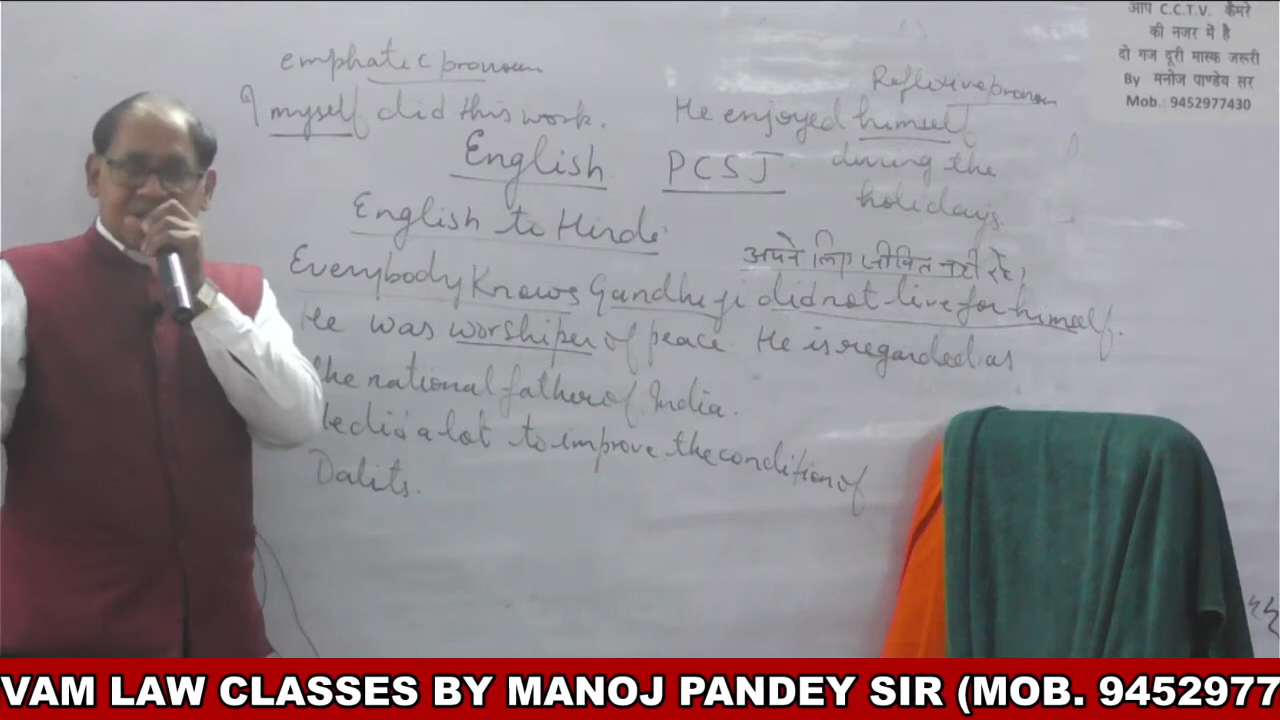 आप C.C.T.V. कैमरे
की नजर में है
दो गज दूरी मास्क जरूरी
By मनोज पाण्डेय सर
Mob.: 9452977430
emphatic pronoun
Reflexive pronoun
I myself did this work.
He enjoyed himself
during the
holidays.
English PCSJ
English to Hindi
अपने लिए जीवित नहीं रहे।
Everybody Knows Gandhi ji did not live for himself.
He was worshiper of peace He is regarded as
the national father of India.
He did a lot to improve the condition of
Dalits.
VAM LAW CLASSES BY MANOJ PANDEY SIR (MOB. 9452977